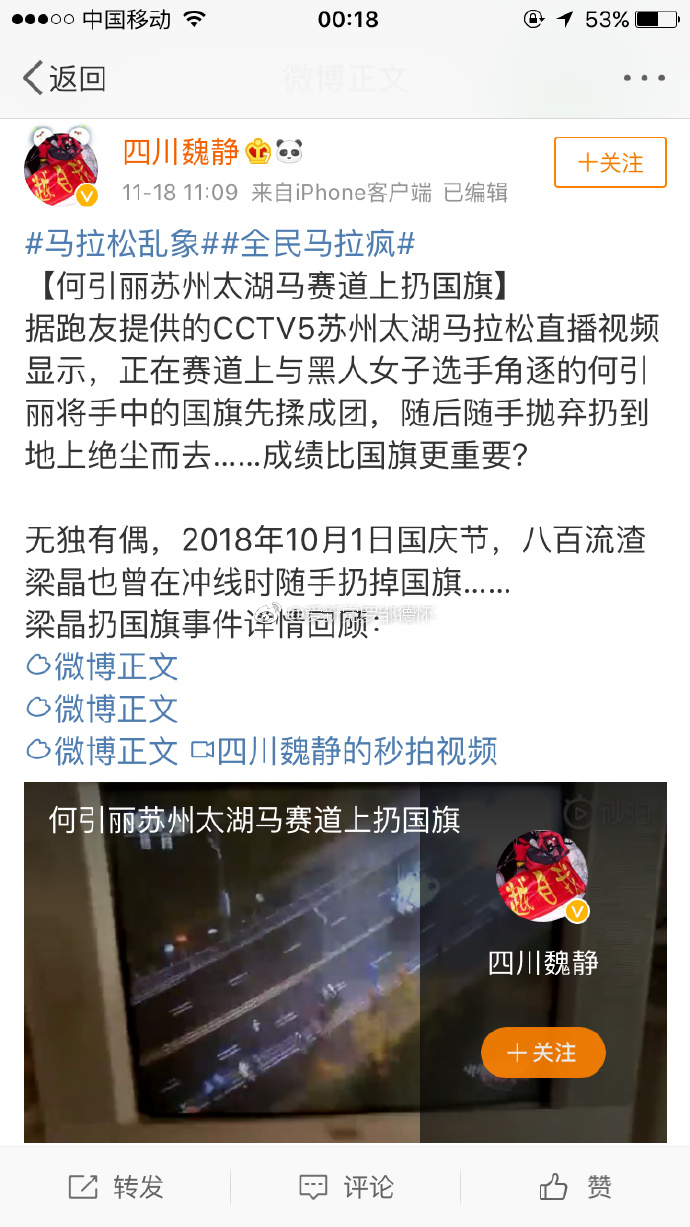 中国移动 00:18 53%
返回 微博正文
四川魏静
11-18 11:09 来自iPhone客户端 已编辑
+关注
#马拉松乱象##全民马拉疯#
【何引丽苏州太湖马赛道上扔国旗】
据跑友提供的CCTV5苏州太湖马拉松直播视频
显示，正在赛道上与黑人女子选手角逐的何引
丽将手中的国旗先揉成团，随后随手抛弃扔到
地上绝尘而去……成绩比国旗更重要?
无独有偶，2018年10月1日国庆节，八百流渣
梁晶也曾在冲线时随手扔掉国旗……
梁晶扔国旗事件详情回顾：
微博正文
微博正文
微博正文 四川魏静的秒拍视频
何引丽苏州太湖马赛道上扔国旗
秒拍
四川魏静
+关注
转发 评论 赞